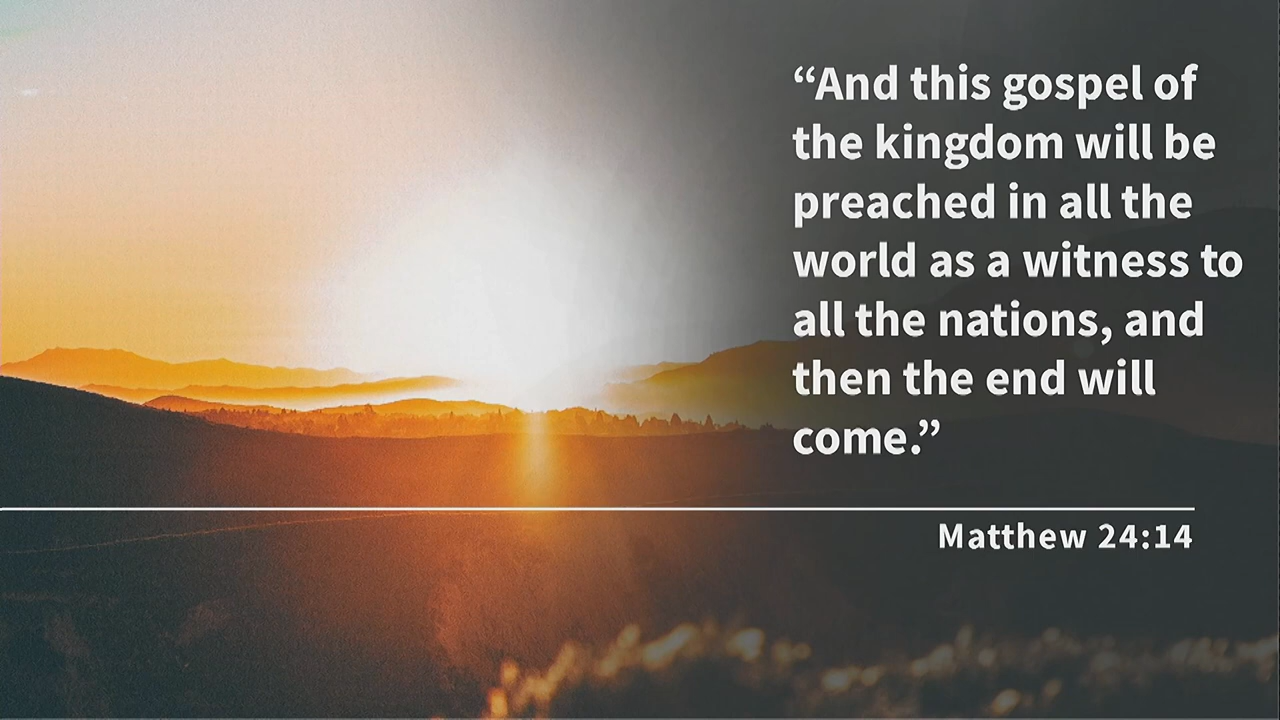 “And this gospel of
the kingdom will be
preached in all the
world as a witness to
all the nations, and
then the end will
come.”
Matthew 24:14